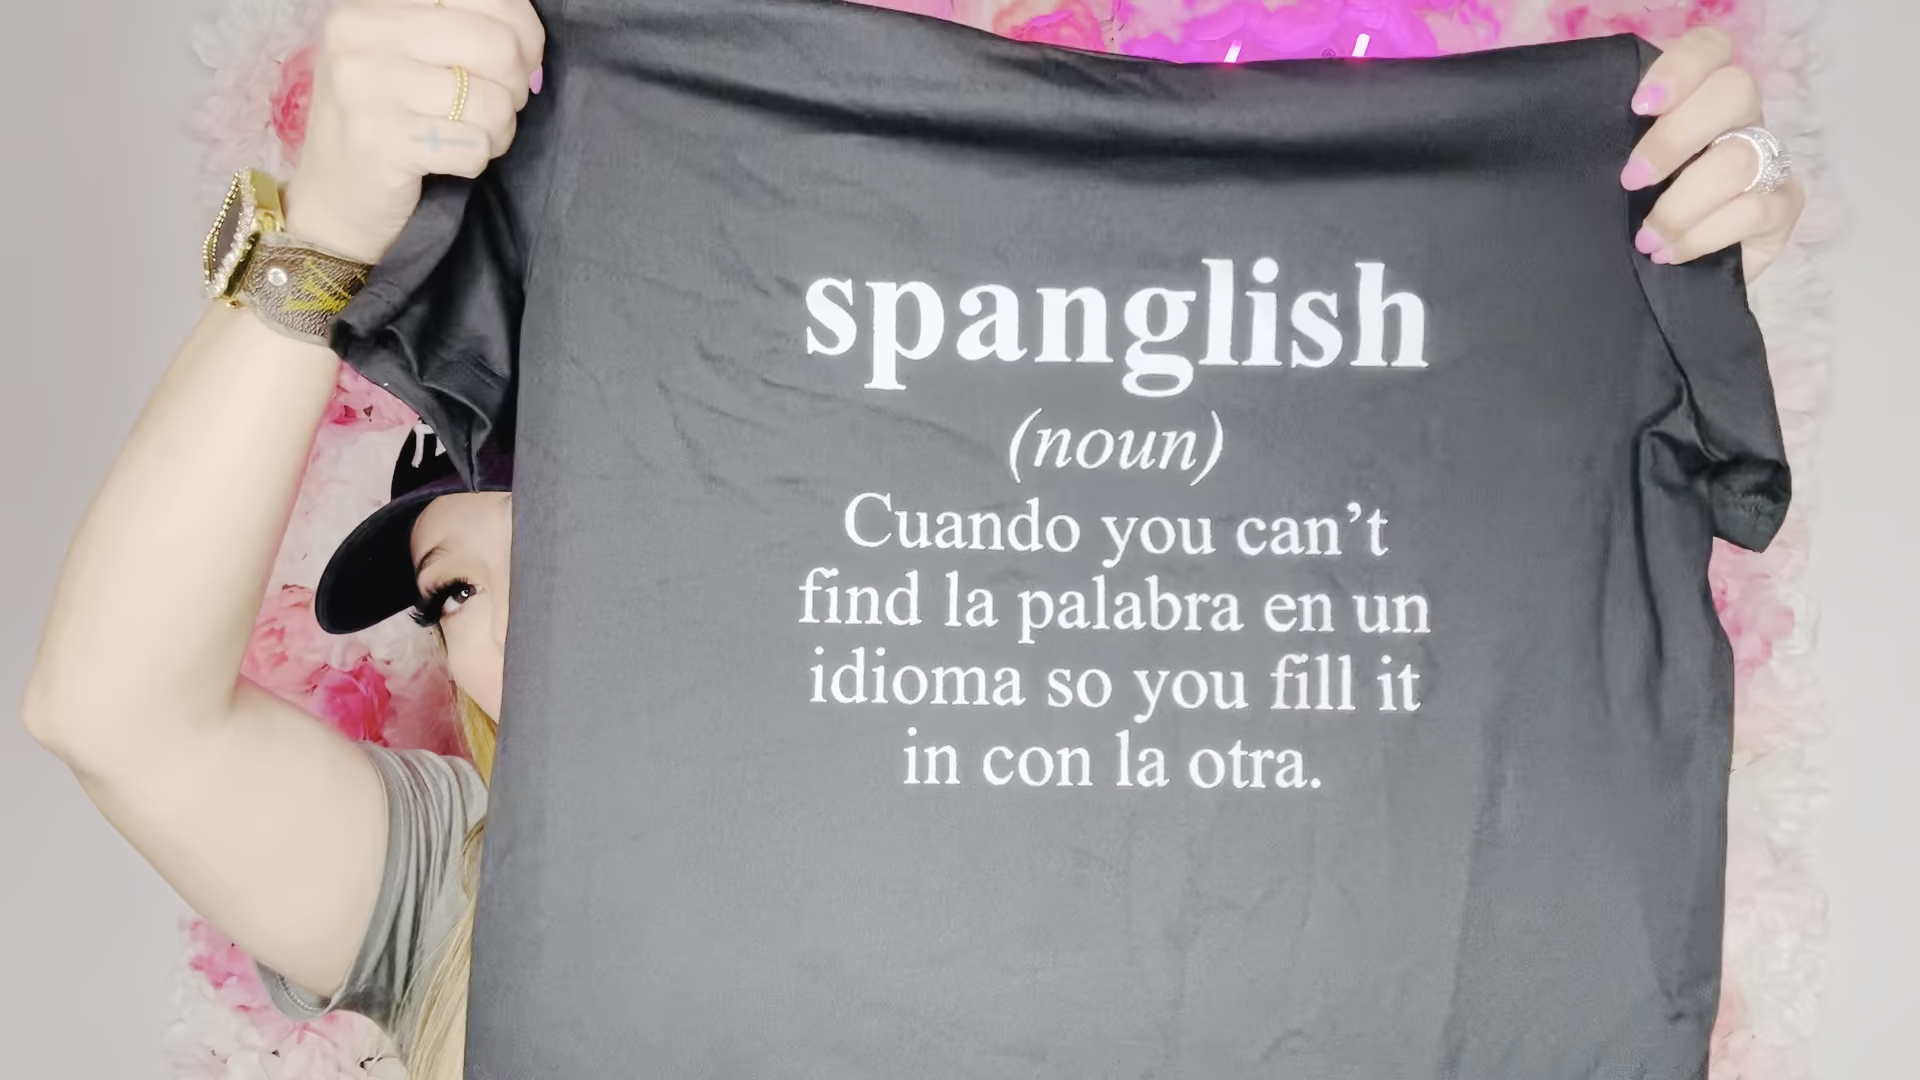 spanglish
(noun)
Cuando you can’t
find la palabra en un
idioma so you fill it
in con la otra.